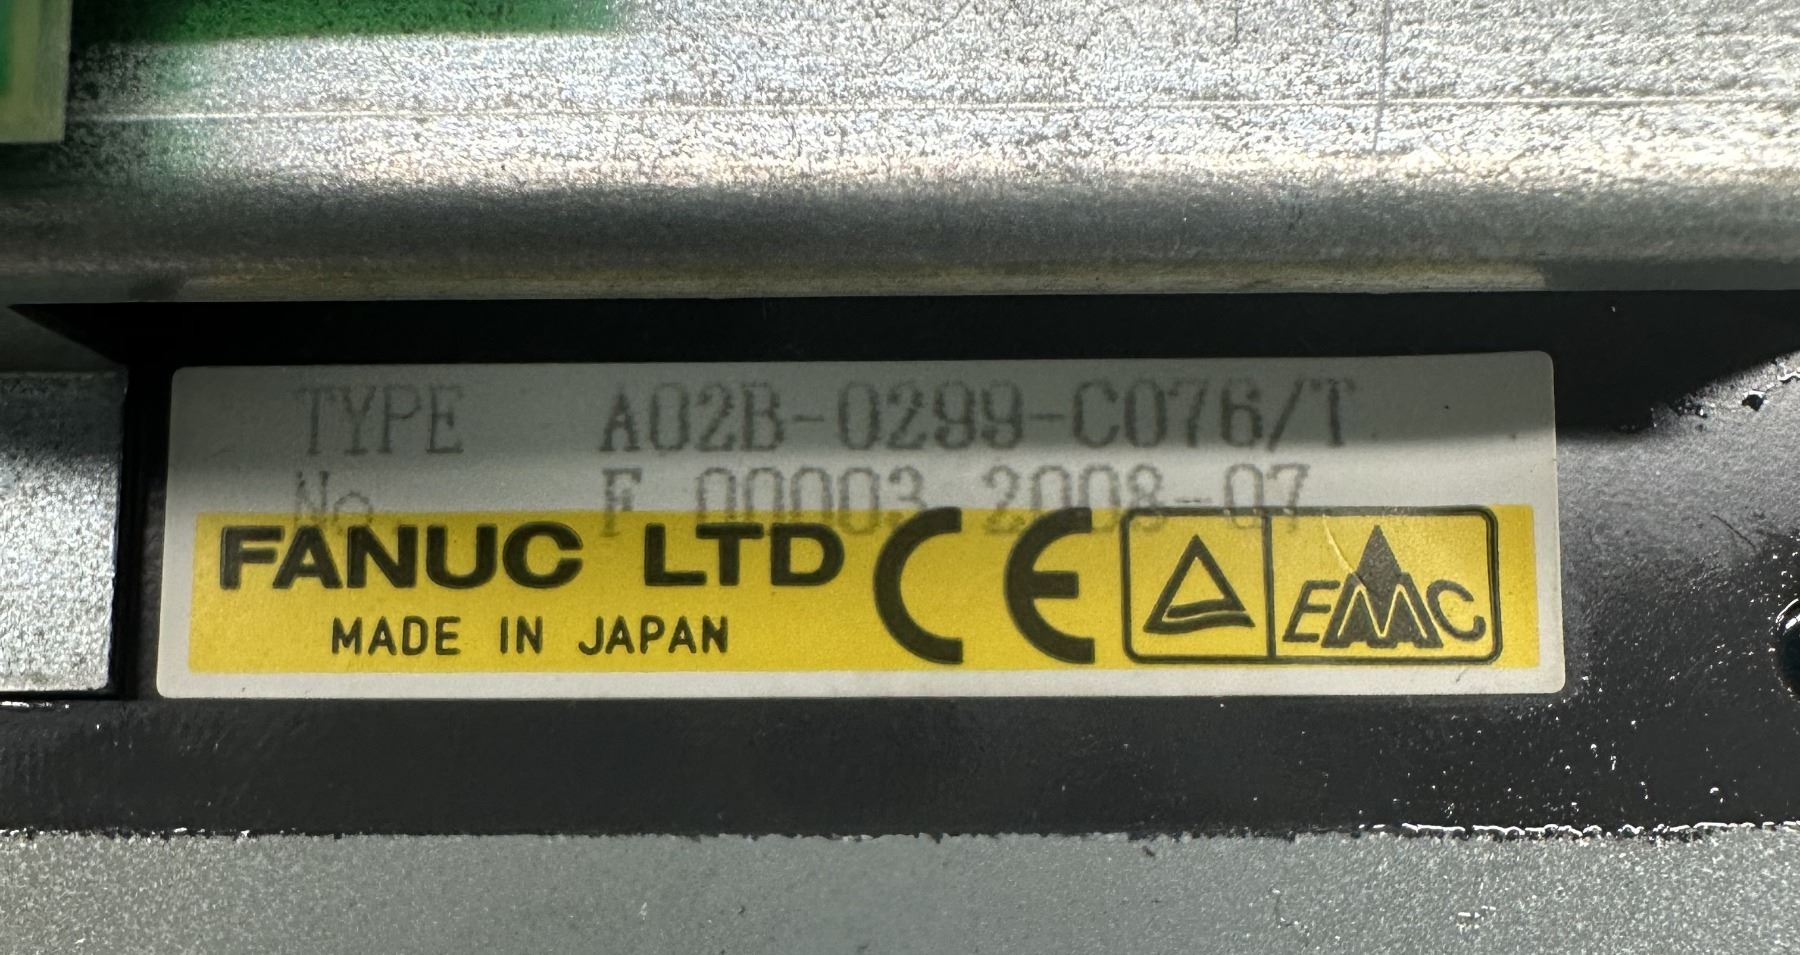 TYPE A02B-0299-C076/T
No. F 00003 2008-07
FANUC LTD CE EMC
MADE IN JAPAN